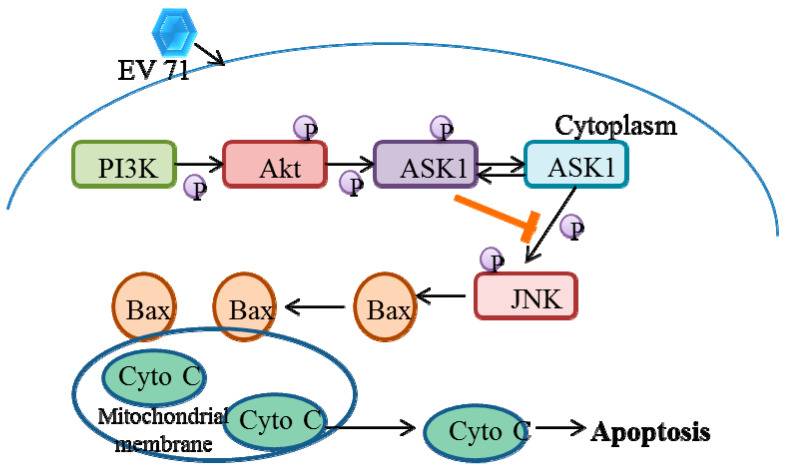 EV 71
Cytoplasm
P
P
PI3K
Akt
ASK1
ASK1
P
P
P
P
JNK
Bax
Bax
Bax
Cyto C
Mitochondrial
membrane
Cyto C
Cyto C
Apoptosis